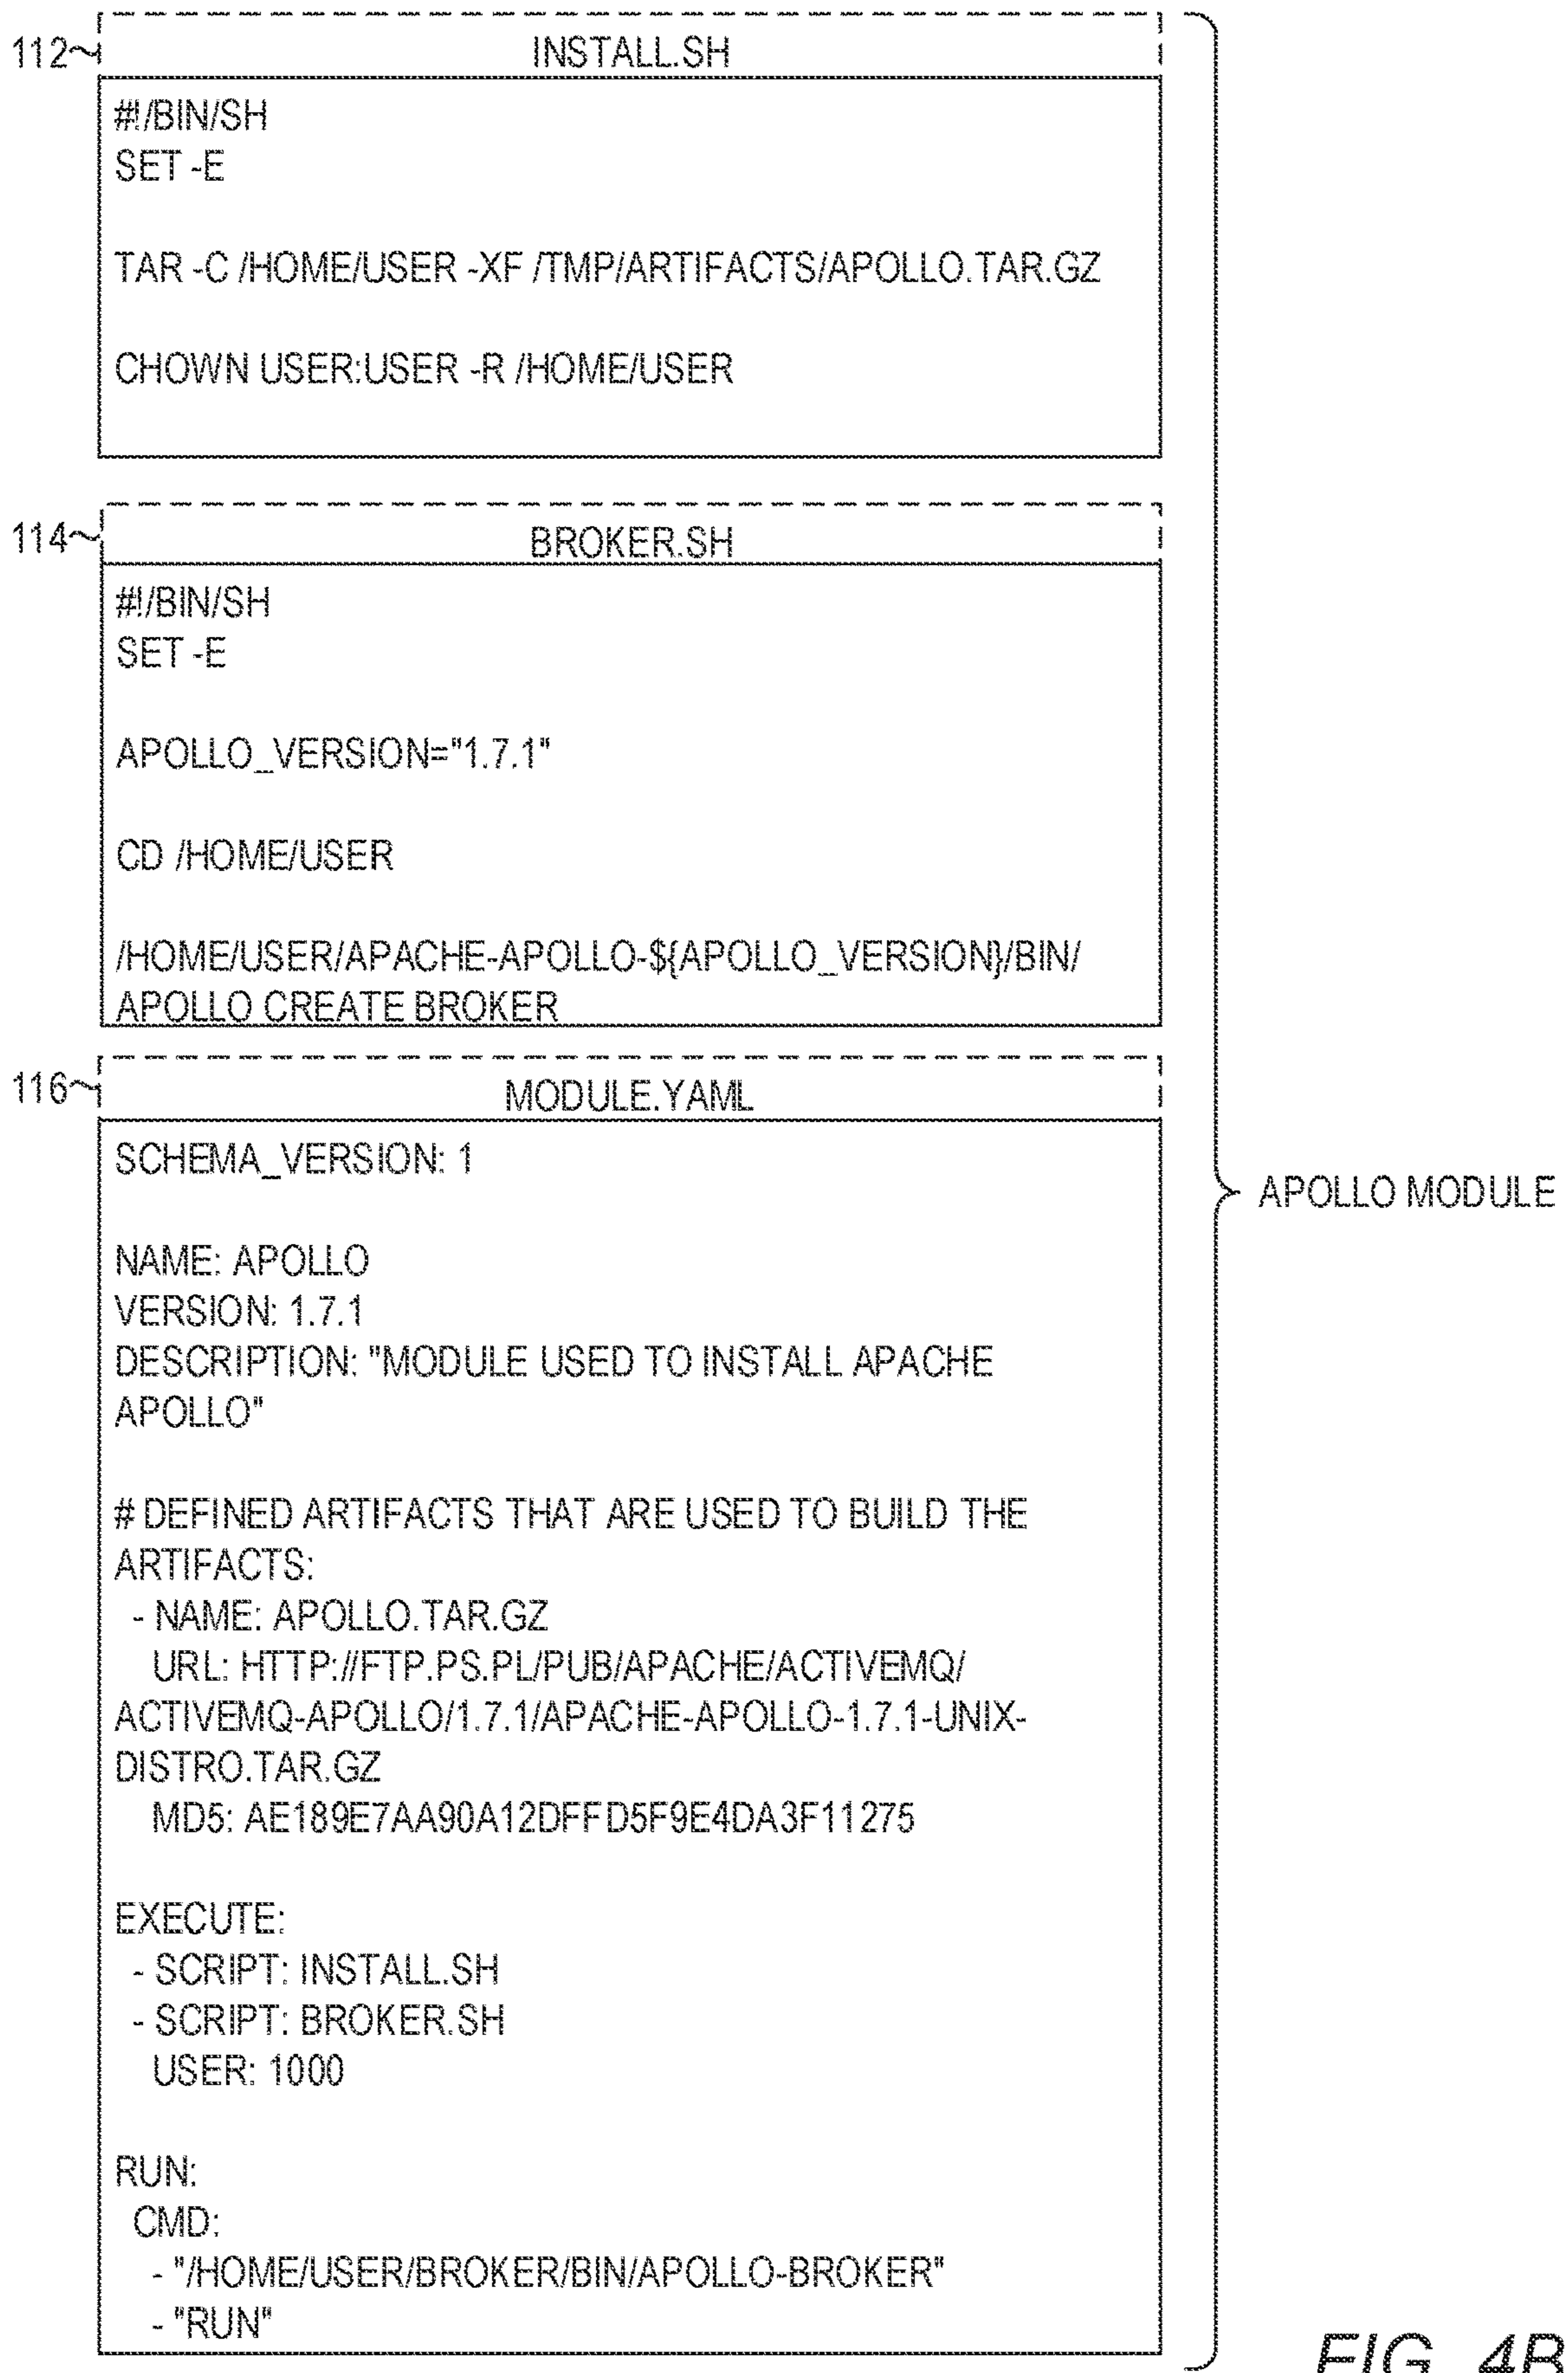 112
INSTALL.SH
#!/BIN/SH
SET -E
TAR -C /HOME/USER -XF /TMP/ARTIFACTS/APOLLO.TAR.GZ
CHOWN USER:USER -R /HOME/USER
114
BROKER.SH
#!/BIN/SH
SET -E
APOLLO_VERSION="1.7.1"
CD /HOME/USER
/HOME/USER/APACHE-APOLLO-${APOLLO_VERSION}/BIN/
APOLLO CREATE BROKER
116
MODULE.YAML
SCHEMA_VERSION: 1
NAME: APOLLO
VERSION: 1.7.1
DESCRIPTION: "MODULE USED TO INSTALL APACHE
APOLLO"
# DEFINED ARTIFACTS THAT ARE USED TO BUILD THE
ARTIFACTS:
- NAME: APOLLO.TAR.GZ
URL: HTTP://FTP.PS.PL/PUB/APACHE/ACTIVEMQ/
ACTIVEMQ-APOLLO/1.7.1/APACHE-APOLLO-1.7.1-UNIX-
DISTRO.TAR.GZ
MD5: AE189E7AA90A12DFFD5F9E4DA3F11275
EXECUTE:
- SCRIPT: INSTALL.SH
- SCRIPT: BROKER.SH
USER: 1000
RUN:
CMD:
- "/HOME/USER/BROKER/BIN/APOLLO-BROKER"
- "RUN"
APOLLO MODULE
FIG. 4B